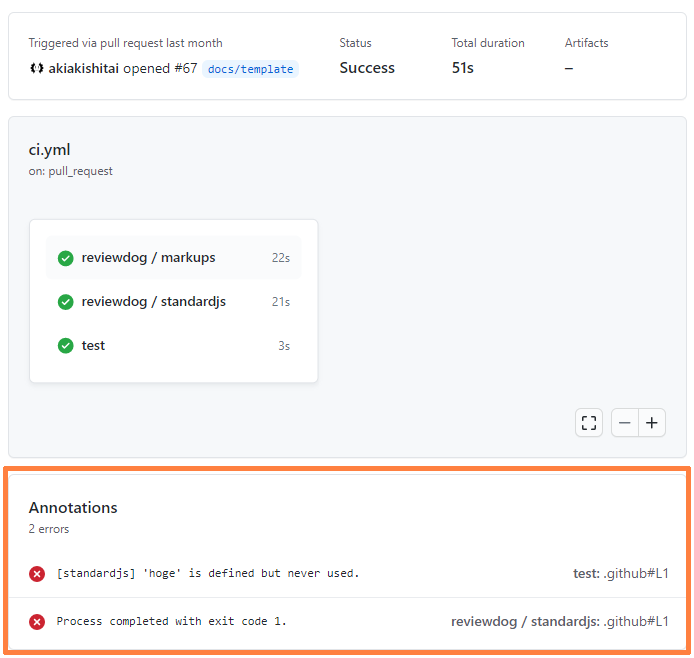 Triggered via pull request last month
akiakishitai opened #67 docs/template
Status
Success
Total duration
51s
Artifacts
–
ci.yml
on: pull_request
reviewdog / markups 22s
reviewdog / standardjs 21s
test 3s
Annotations
2 errors
[standardjs] 'hoge' is defined but never used. test: .github#L1
Process completed with exit code 1. reviewdog / standardjs: .github#L1